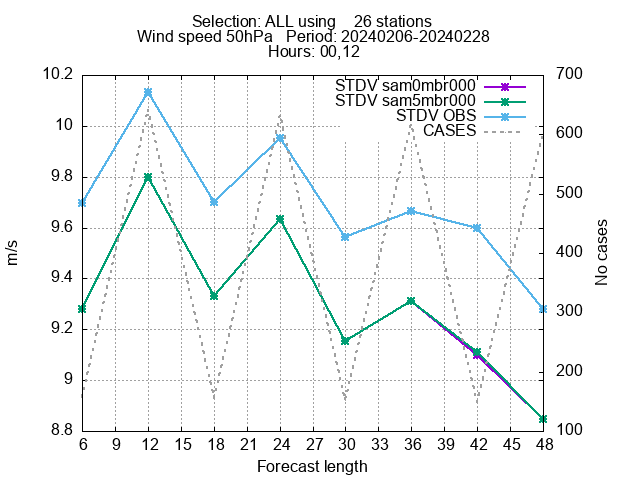 Selection: ALL using 26 stations
Wind speed 50hPa Period: 20240206-20240228
Hours: 00,12
STDV sam0mbr000
STDV sam5mbr000
STDV OBS
CASES
10.2
10
9.8
9.6
9.4
9.2
9
8.8
m/s
700
600
500
400
300
200
100
No cases
6 9 12 15 18 21 24 27 30 33 36 39 42 45 48
Forecast length